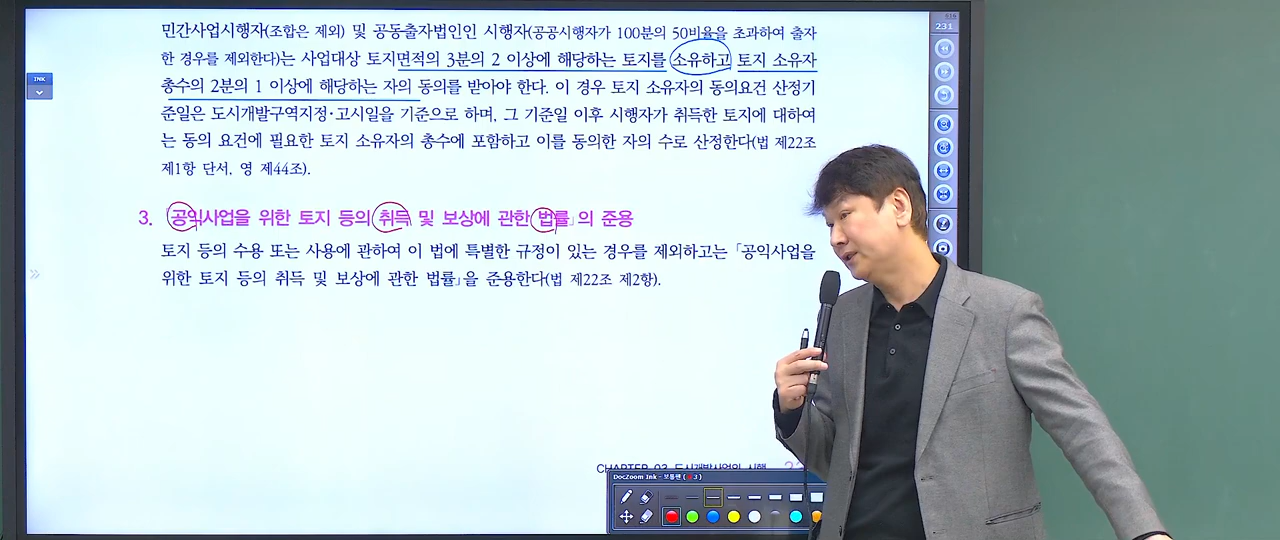 민간사업시행자(조합은 제외) 및 공동출자법인인 시행자(공공시행자가 100분의 50비율을 초과하여 출자
한 경우를 제외한다)는 사업대상 토지면적의 3분의 2 이상에 해당하는 토지를 소유하고 토지 소유자
총수의 2분의 1 이상에 해당하는 자의 동의를 받아야 한다. 이 경우 토지 소유자의 동의요건 산정기
준일은 도시개발구역지정·고시일을 기준으로 하며, 그 기준일 이후 시행자가 취득한 토지에 대하여
는 동의 요건에 필요한 토지 소유자의 총수에 포함하고 이를 동의한 자의 수로 산정한다(법 제22조
제1항 단서, 영 제44조).
3. 「공익사업을 위한 토지 등의 취득 및 보상에 관한 법률」의 준용
토지 등의 수용 또는 사용에 관하여 이 법에 특별한 규정이 있는 경우를 제외하고는 「공익사업을
위한 토지 등의 취득 및 보상에 관한 법률」을 준용한다(법 제22조 제2항).
CHAPTER 03 도시개발사업의 시행
DocZoom Ink - 보통펜 ( 3 )
INK
231